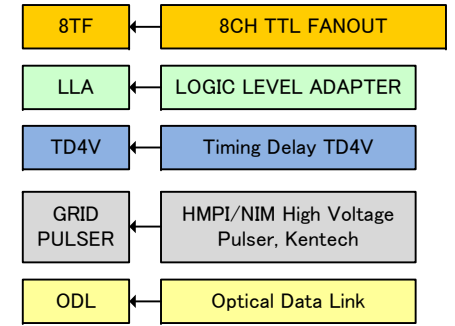 8TF
8CH TTL FANOUT
LLA
LOGIC LEVEL ADAPTER
TD4V
Timing Delay TD4V
GRID
PULSER
HMPI/NIM High Voltage
Pulser, Kentech
ODL
Optical Data Link